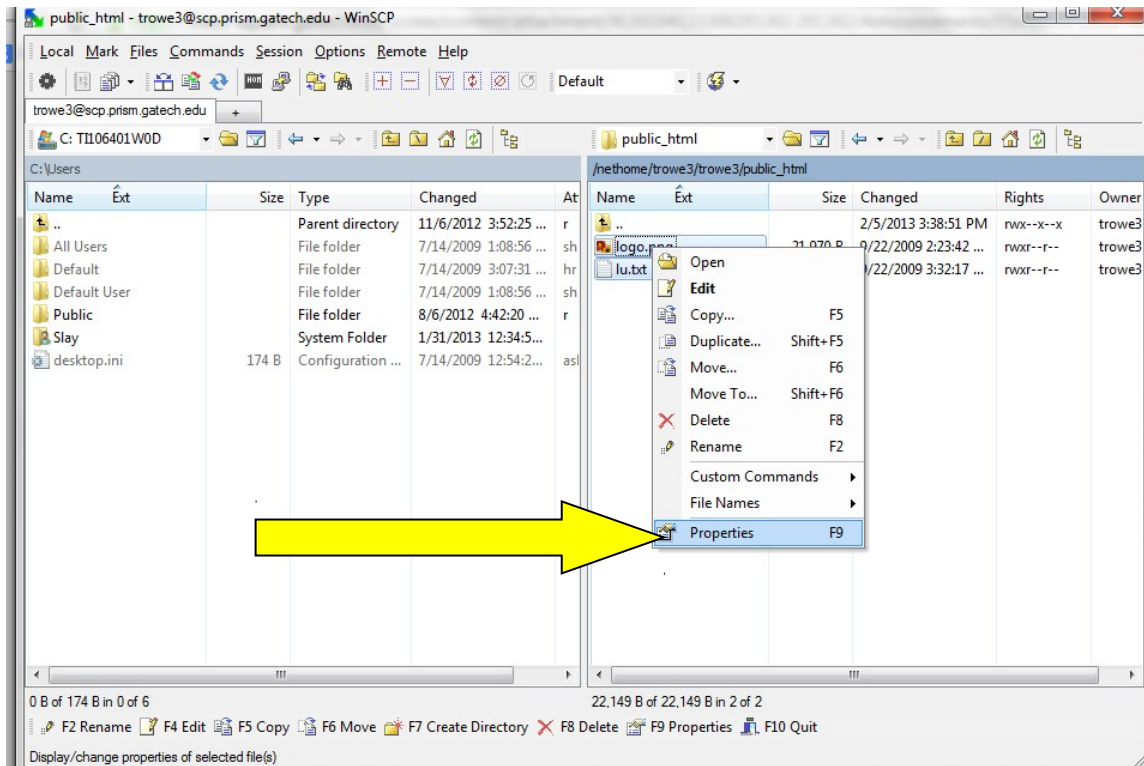 public_html - trowe3@scp.prism.gatech.edu - WinSCP
Local Mark Files Commands Session Options Remote Help
Default
trowe3@scp.prism.gatech.edu +
C: TI106401W0D
public_html
C:\Users
/nethome/trowe3/trowe3/public_html
Name Ext Size Type Changed At
Name Ext Size Changed Rights Owner
.. Parent directory 11/6/2012 3:52:25 ... r
.. 2/5/2013 3:38:51 PM rwx--x--x trowe3
All Users File folder 7/14/2009 1:08:56 ... sh
logo.png 21,970 B 9/22/2009 2:23:42 ... rwxr--r-- trowe3
Default File folder 7/14/2009 3:07:31 ... hr
lu.txt /22/2009 3:32:17 ... rwxr--r-- trowe3
Default User File folder 7/14/2009 1:08:56 ... sh
Public File folder 8/6/2012 4:42:20 ... r
Slay System Folder 1/31/2013 12:34:5...
desktop.ini 174 B Configuration ... 7/14/2009 12:54:2... asl
Open
Edit
Copy... F5
Duplicate... Shift+F5
Move... F6
Move To... Shift+F6
Delete F8
Rename F2
Custom Commands
File Names
Properties F9
0 B of 174 B in 0 of 6
22,149 B of 22,149 B in 2 of 2
F2 Rename F4 Edit F5 Copy F6 Move F7 Create Directory F8 Delete F9 Properties F10 Quit
Display/change properties of selected file(s)